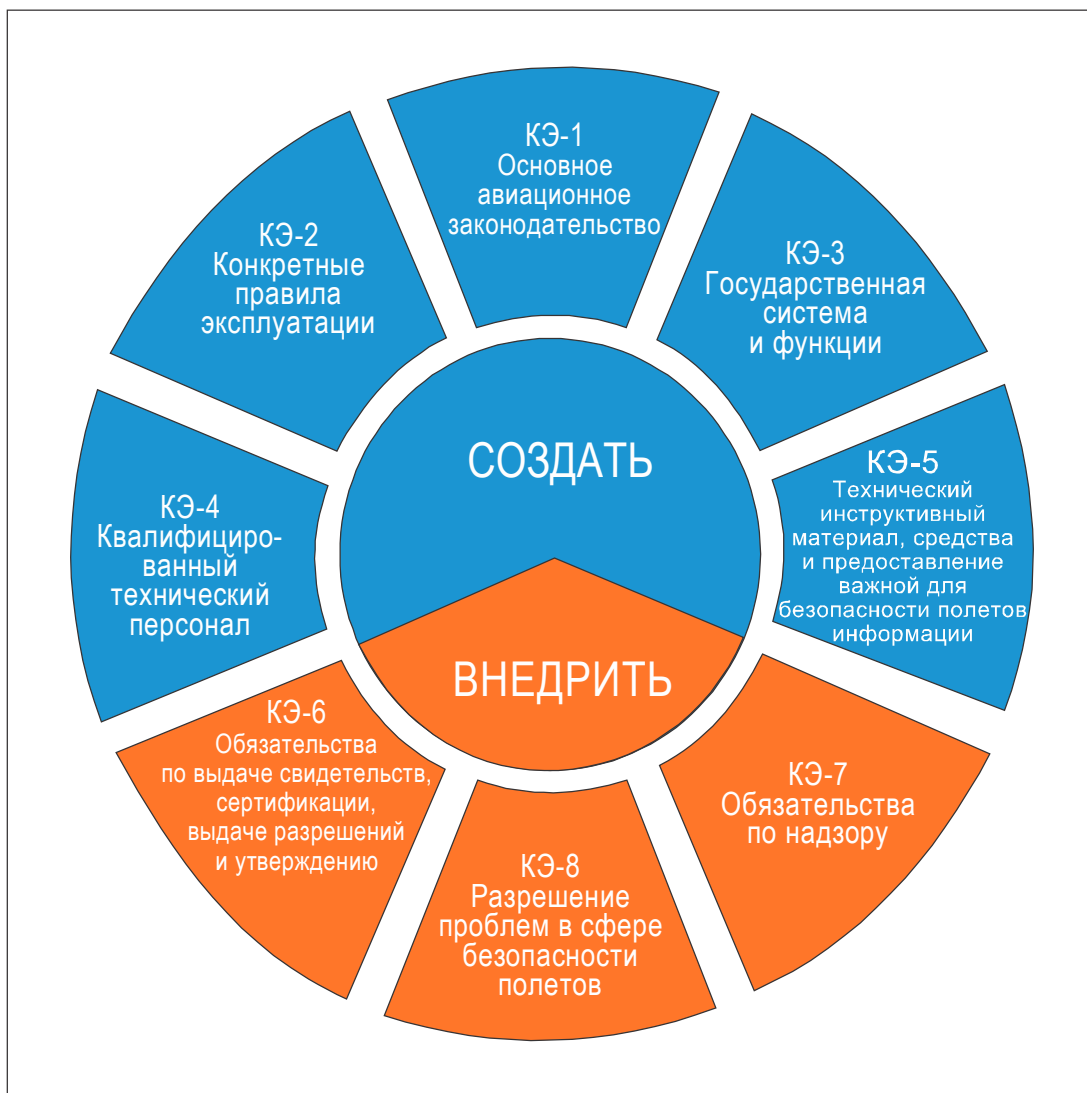 КЭ-1
Основное
авиационное
законодательство
КЭ-2
Конкретные
правила
эксплуатации
КЭ-3
Государственная
система
и функции
СОЗДАТЬ
КЭ-4
Квалифициро-
ванный
технический
персонал
КЭ-5
Технический
инструктивный
материал, средства
и предоставление
важной для
безопасности полетов
информации
ВНЕДРИТЬ
КЭ-6
Обязательства
по выдаче свидетельств,
сертификации,
выдаче разрешений
и утверждению
КЭ-7
Обязательства
по надзору
КЭ-8
Разрешение
проблем в сфере
безопасности
полетов